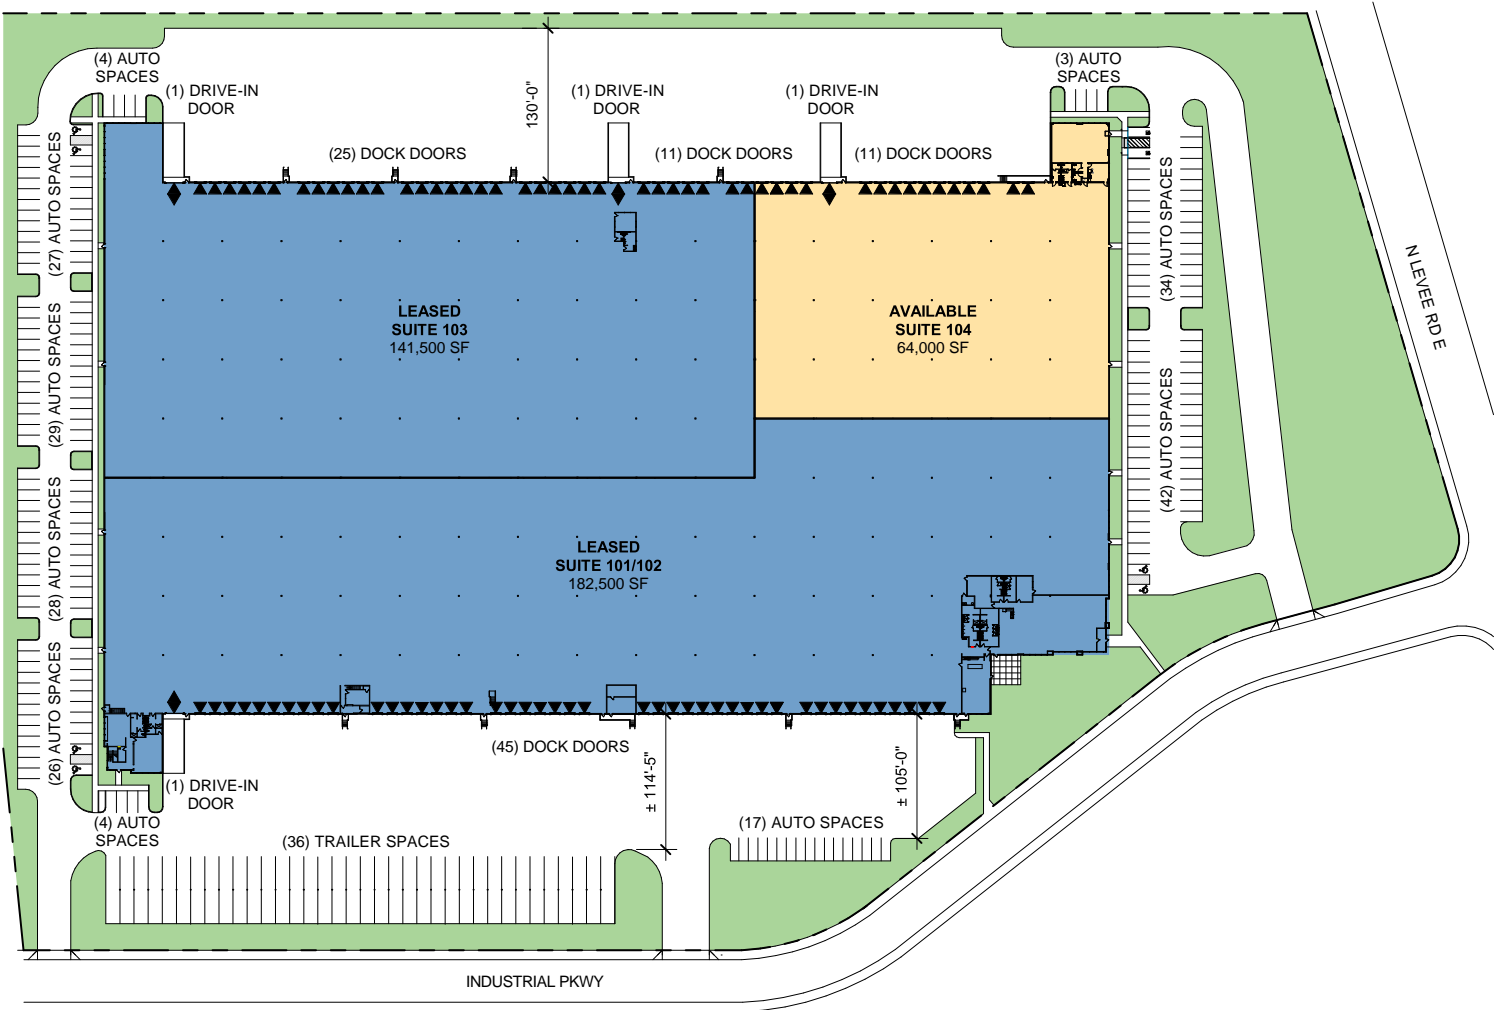 (4) AUTO
SPACES
(1) DRIVE-IN
DOOR
130'-0"
(1) DRIVE-IN
DOOR
(1) DRIVE-IN
DOOR
(3) AUTO
SPACES
(25) DOCK DOORS
(11) DOCK DOORS
(11) DOCK DOORS
(27) AUTO SPACES
(34) AUTO SPACES
N LEVEE RD E
LEASED
SUITE 103
141,500 SF
AVAILABLE
SUITE 104
64,000 SF
(29) AUTO SPACES
(42) AUTO SPACES
(28) AUTO SPACES
LEASED
SUITE 101/102
182,500 SF
(26) AUTO SPACES
(45) DOCK DOORS
± 114'-5"
± 105'-0"
(1) DRIVE-IN
DOOR
(4) AUTO
SPACES
(36) TRAILER SPACES
(17) AUTO SPACES
INDUSTRIAL PKWY